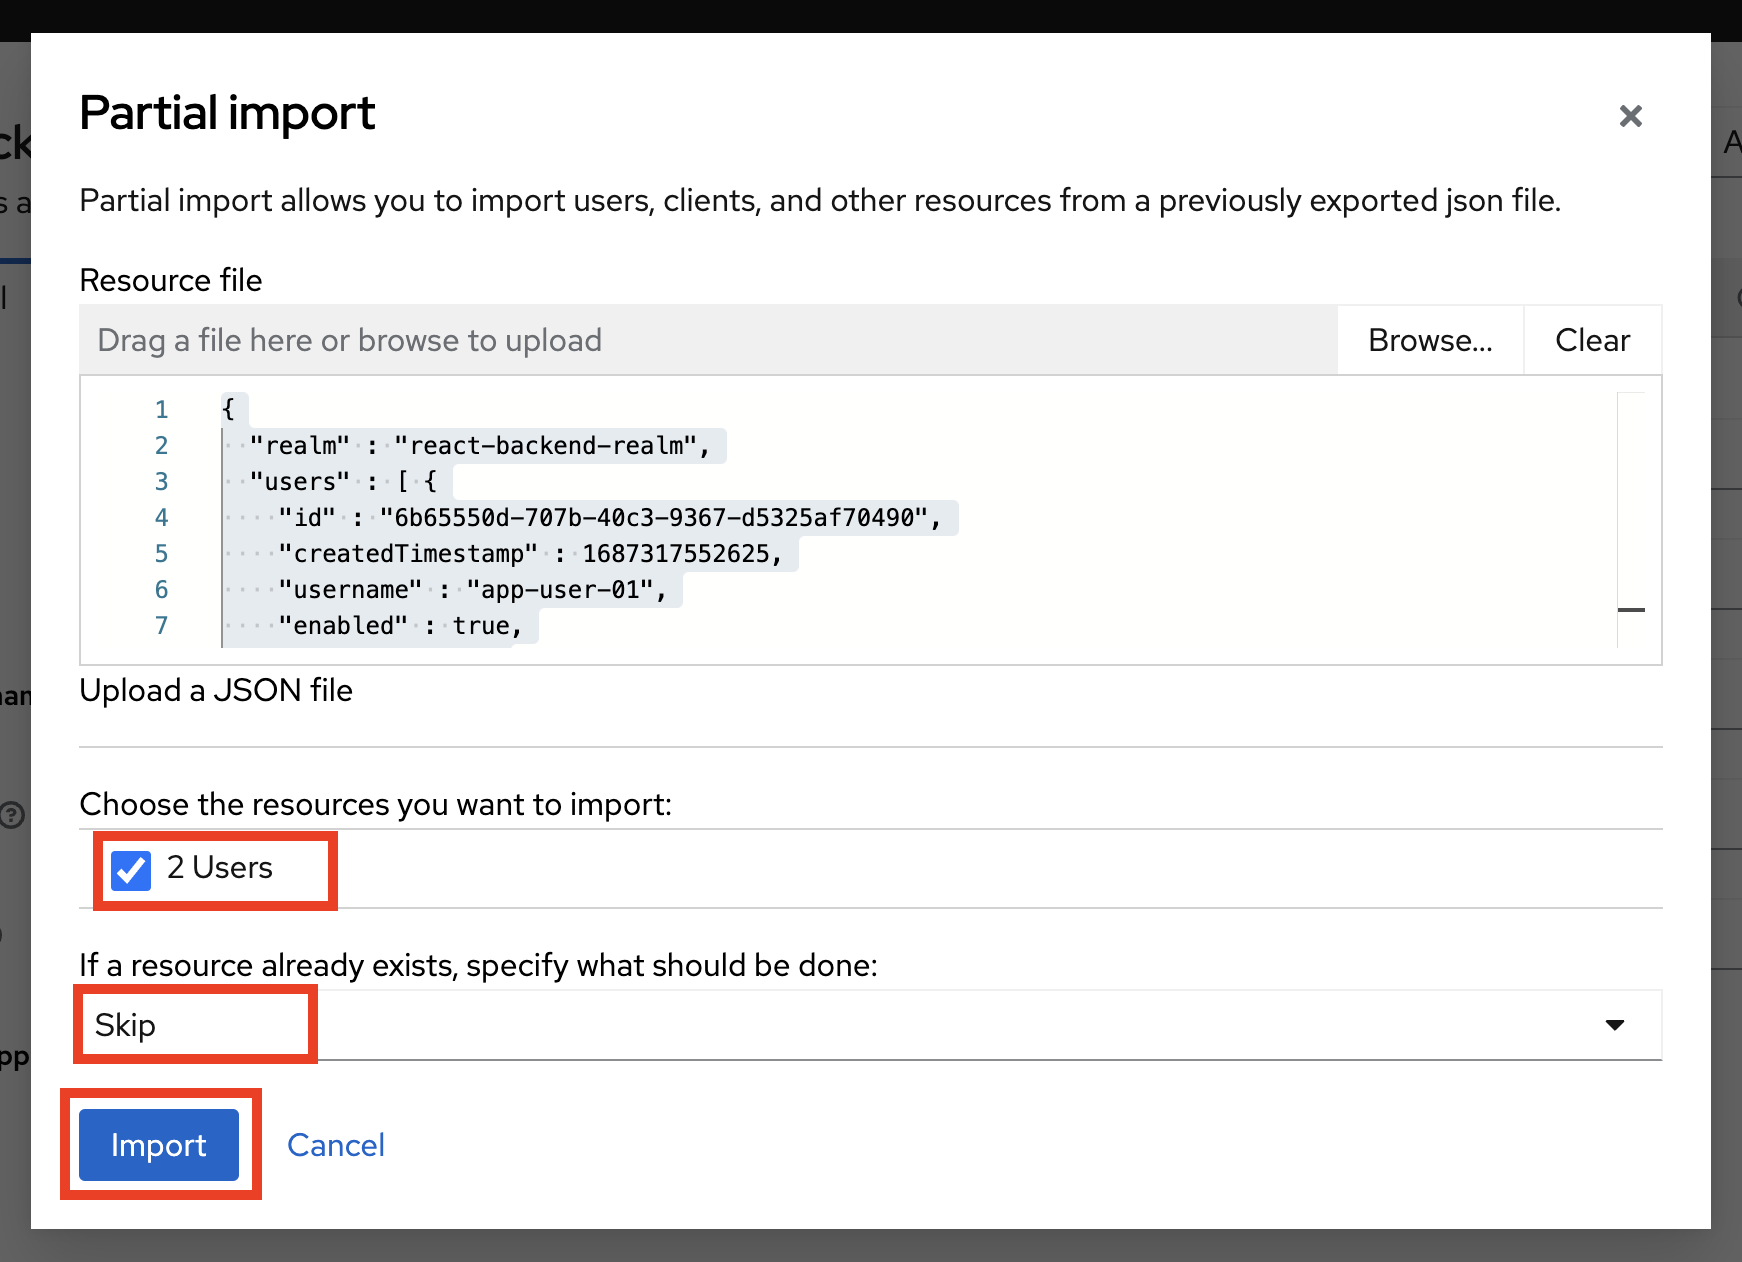 Partial import
Partial import allows you to import users, clients, and other resources from a previously exported json file.
Resource file
Drag a file here or browse to upload
Browse...
Clear
1 {
2   "realm" : "react-backend-realm",
3   "users" : [ {
4     "id" : "6b65550d-707b-40c3-9367-d5325af70490",
5     "createdTimestamp" : 1687317552625,
6     "username" : "app-user-01",
7     "enabled" : true,
Upload a JSON file
Choose the resources you want to import:
2 Users
If a resource already exists, specify what should be done:
Skip
Import
Cancel